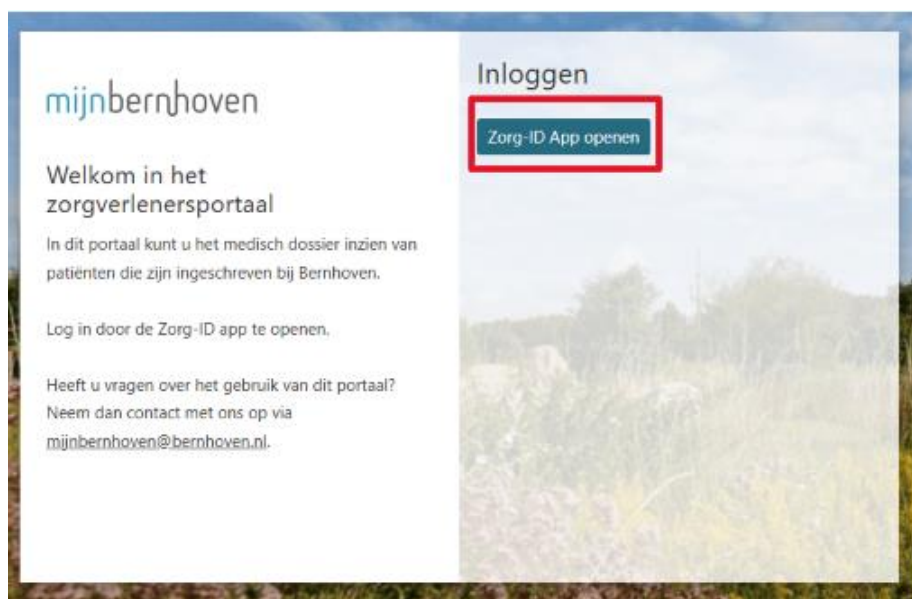 mijnbernhoven
Welkom in het
zorgverlenersportaal
In dit portaal kunt u het medisch dossier inzien van
patiënten die zijn ingeschreven bij Bernhoven.
Log in door de Zorg-ID app te openen.
Heeft u vragen over het gebruik van dit portaal?
Neem dan contact met ons op via
mijnbernhoven@bernhoven.nl.
Inloggen
Zorg-ID App openen